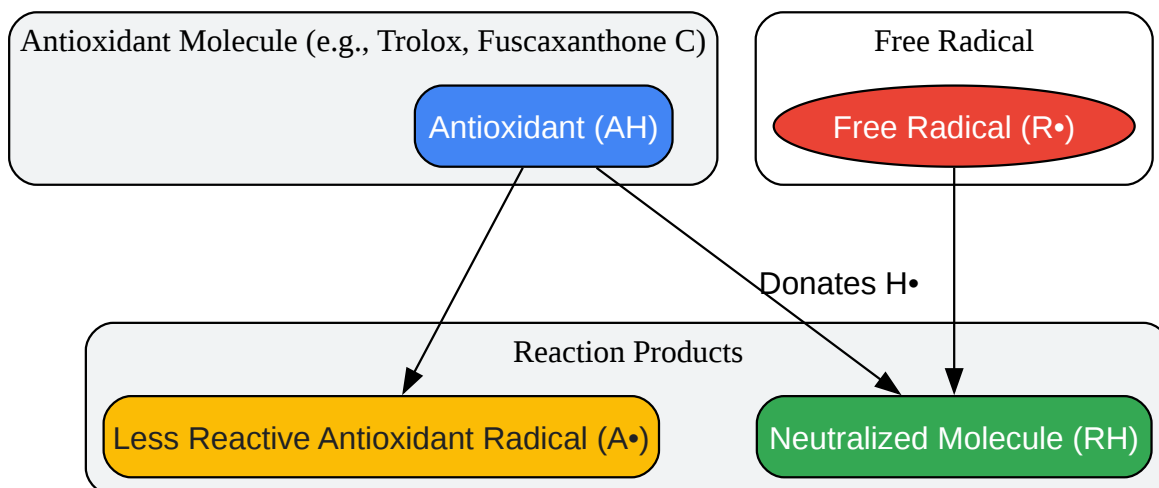 Antioxidant Molecule (e.g., Trolox, Fuscaxanthone C)
Free Radical
Antioxidant (AH)
Free Radical (R•)
Donates H•
Reaction Products
Less Reactive Antioxidant Radical (A•)
Neutralized Molecule (RH)